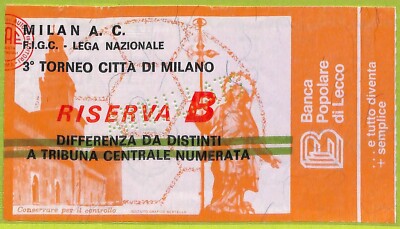 MILAN A. C.
F.I.G.C. - LEGA NAZIONALE
3° TORNEO CITTÀ DI MILANO
RISERVA B
DIFFERENZA DA DISTINTI
A TRIBUNA CENTRALE NUMERATA
Conservare per il controllo
Banca
Popolare
di Lecco
... e tutto diventa
+ semplice